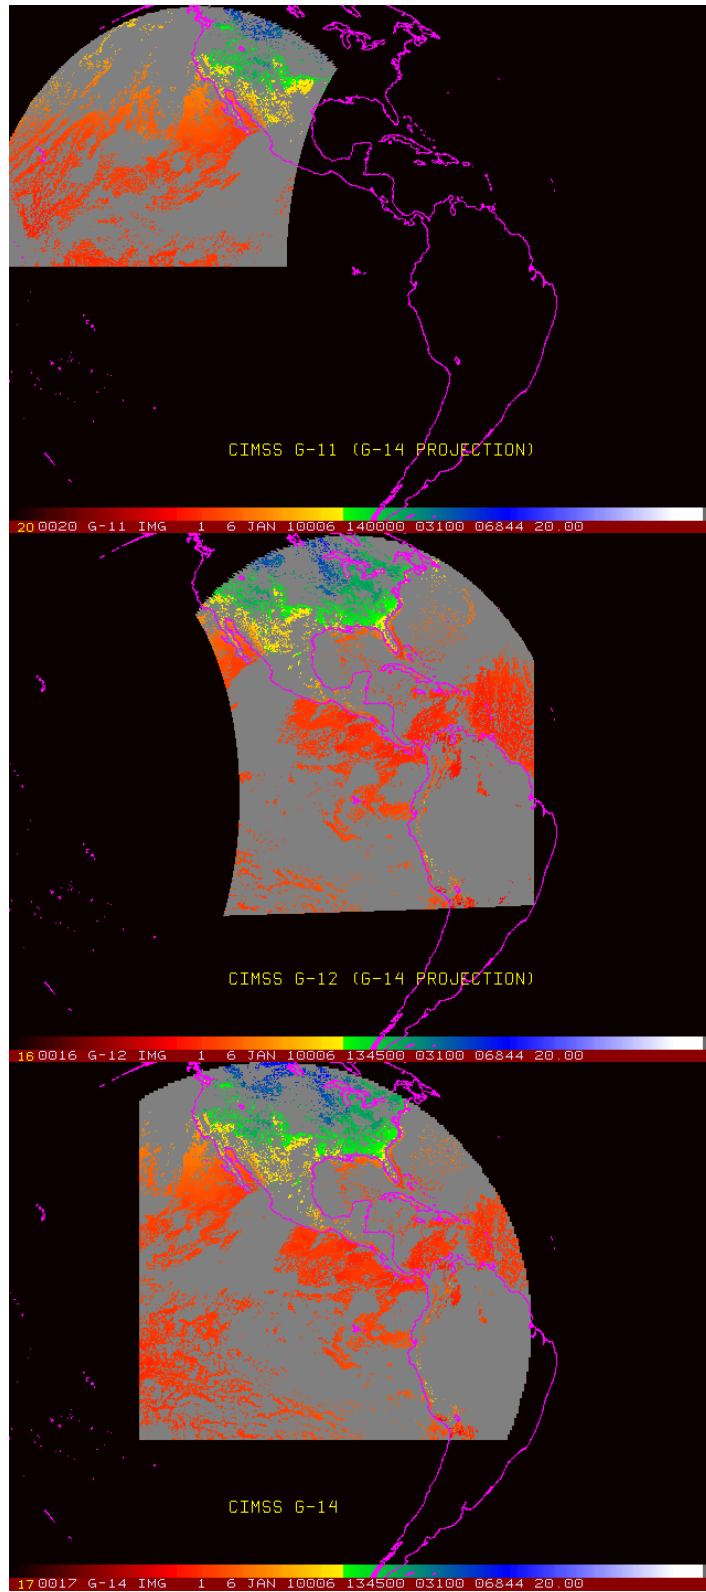 CIMSS G-11 (G-14 PROJECTION)
20 0020 G-11 IMG 1 6 JAN 10006 140000 03100 06844 20.00
CIMSS G-12 (G-14 PROJECTION)
16 0016 G-12 IMG 1 6 JAN 10006 134500 03100 06844 20.00
CIMSS G-14
17 0017 G-14 IMG 1 6 JAN 10006 134500 03100 06844 20.00